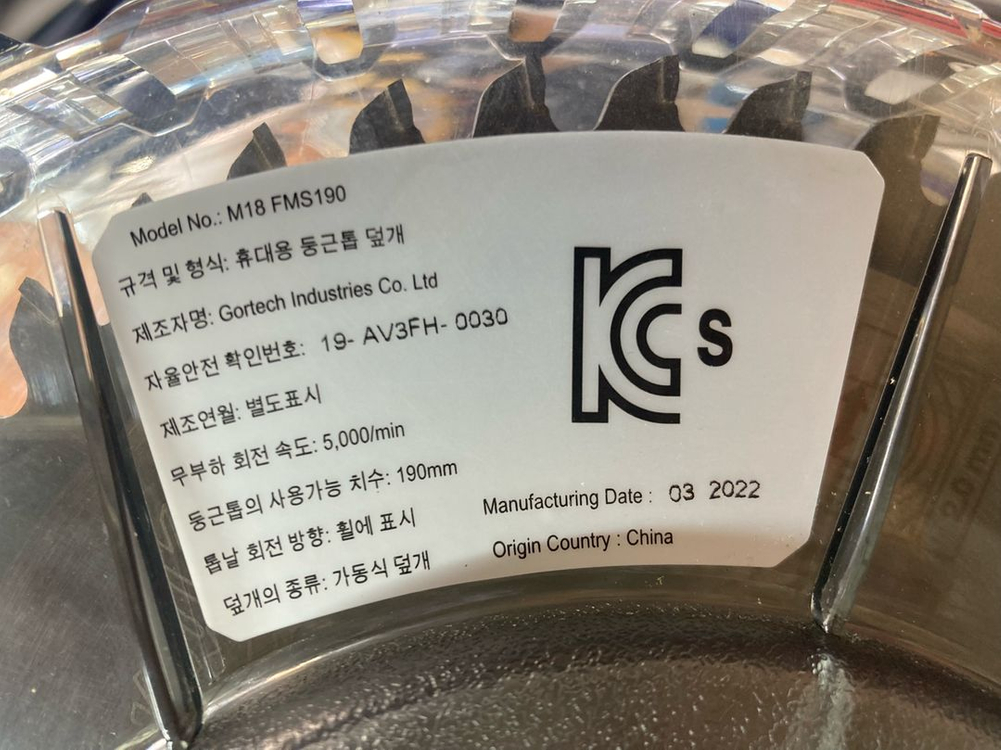 Model No.: M18 FMS190
규격 및 형식: 휴대용 둥근톱 덮개
제조자명: Gortech Industries Co. Ltd
자율안전 확인번호: 19- AV3FH- 0030
제조연월: 별도표시
무부하 회전 속도: 5,000/min
둥근톱의 사용가능 치수: 190mm
톱날 회전 방향: 휠에 표시
덮개의 종류: 가동식 덮개
KC s
Manufacturing Date : 03 2022
Origin Country : China